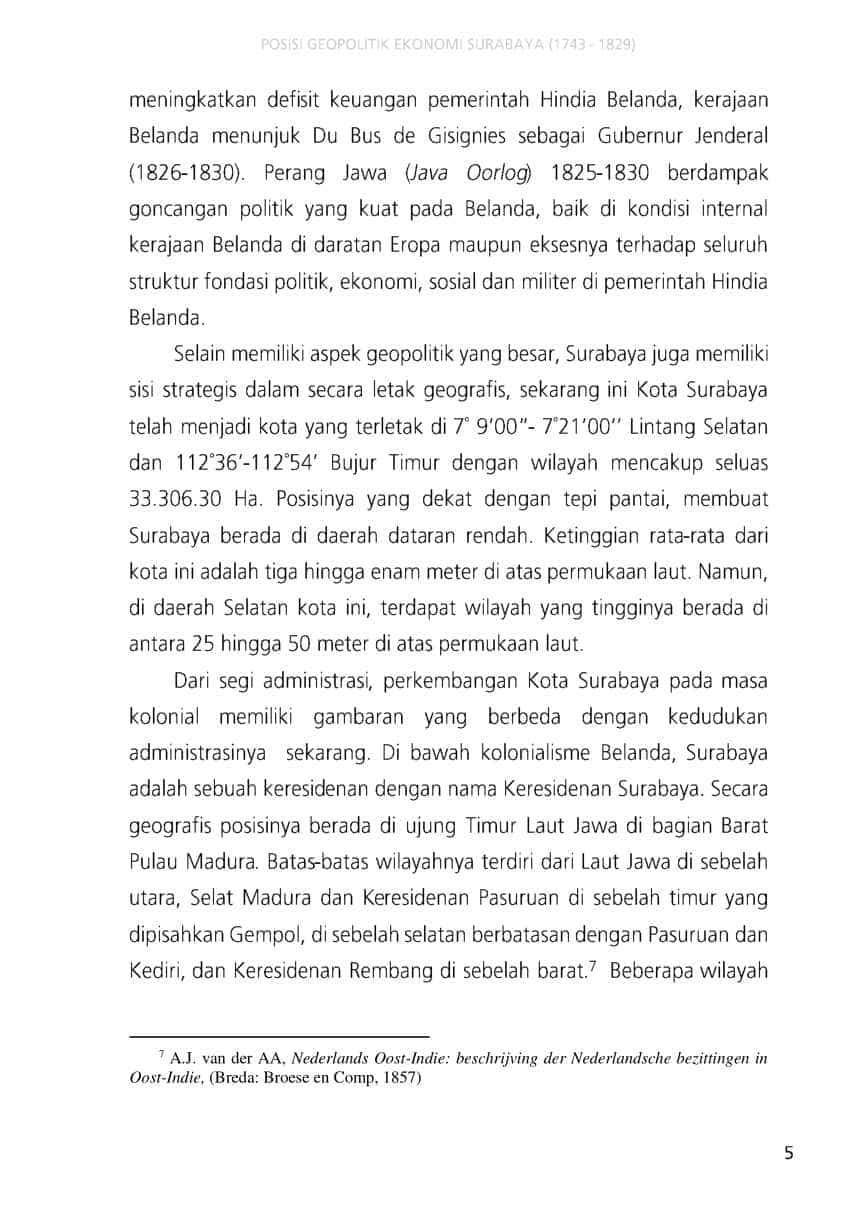 POSISI GEOPOLITIK EKONOMI SURABAYA (1743 - 1829)
meningkatkan defisit keuangan pemerintah Hindia Belanda, kerajaan
Belanda menunjuk Du Bus de Gisignies sebagai Gubernur Jenderal
(1826-1830). Perang Jawa (Java Oorlog) 1825-1830 berdampak
goncangan politik yang kuat pada Belanda, baik di kondisi internal
kerajaan Belanda di daratan Eropa maupun eksesnya terhadap seluruh
struktur fondasi politik, ekonomi, sosial dan militer di pemerintah Hindia
Belanda.
Selain memiliki aspek geopolitik yang besar, Surabaya juga memiliki
sisi strategis dalam secara letak geografis, sekarang ini Kota Surabaya
telah menjadi kota yang terletak di 7˚ 9’00”- 7˚21’00’’ Lintang Selatan
dan 112˚36’-112˚54’ Bujur Timur dengan wilayah mencakup seluas
33.306.30 Ha. Posisinya yang dekat dengan tepi pantai, membuat
Surabaya berada di daerah dataran rendah. Ketinggian rata-rata dari
kota ini adalah tiga hingga enam meter di atas permukaan laut. Namun,
di daerah Selatan kota ini, terdapat wilayah yang tingginya berada di
antara 25 hingga 50 meter di atas permukaan laut.
Dari segi administrasi, perkembangan Kota Surabaya pada masa
kolonial memiliki gambaran yang berbeda dengan kedudukan
administrasinya sekarang. Di bawah kolonialisme Belanda, Surabaya
adalah sebuah keresidenan dengan nama Keresidenan Surabaya. Secara
geografis posisinya berada di ujung Timur Laut Jawa di bagian Barat
Pulau Madura. Batas-batas wilayahnya terdiri dari Laut Jawa di sebelah
utara, Selat Madura dan Keresidenan Pasuruan di sebelah timur yang
dipisahkan Gempol, di sebelah selatan berbatasan dengan Pasuruan dan
Kediri, dan Keresidenan Rembang di sebelah barat.⁷ Beberapa wilayah
⁷ A.J. van der AA, Nederlands Oost-Indie: beschrijving der Nederlandsche bezittingen in
Oost-Indie, (Breda: Broese en Comp, 1857)
5